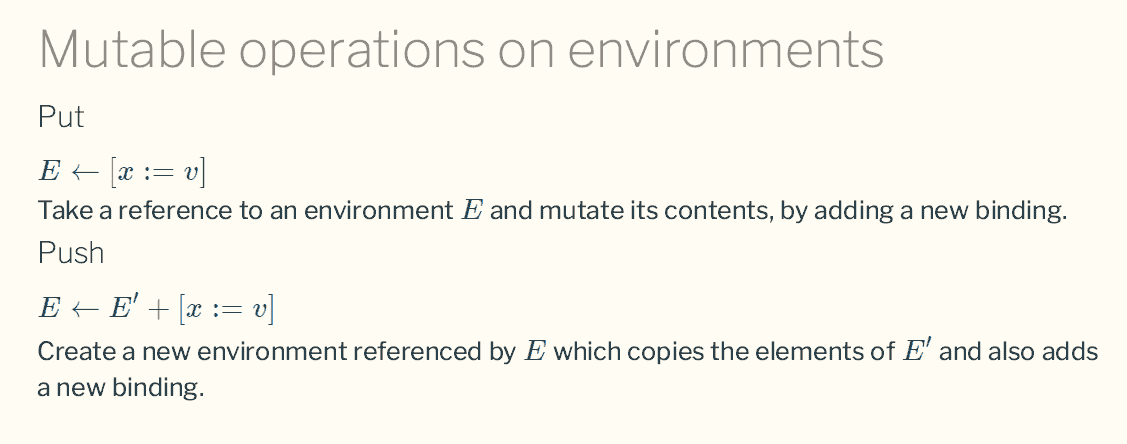 Mutable operations on environments
Put
E ← [x := v]
Take a reference to an environment E and mutate its contents, by adding a new binding.
Push
E ← E′ + [x := v]
Create a new environment referenced by E which copies the elements of E′ and also adds
a new binding.